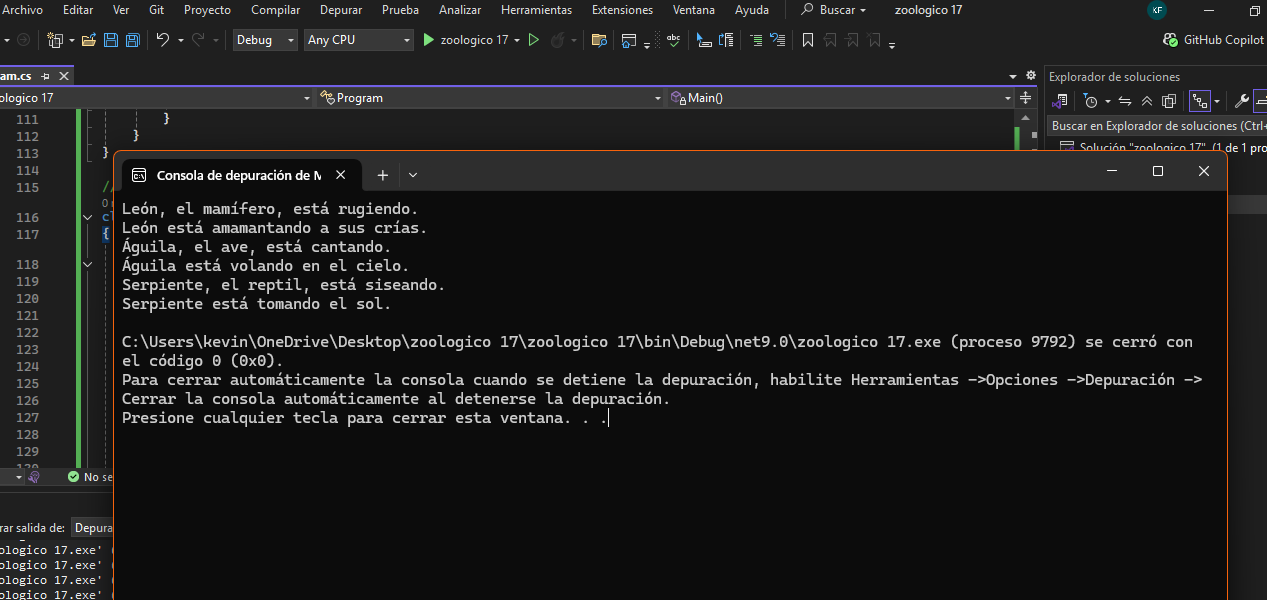 Archivo Editar Ver Git Proyecto Compilar Depurar Prueba Analizar Herramientas Extensiones Ventana Ayuda Buscar zoologico 17 KF
Debug Any CPU zoologico 17 abc GitHub Copilot
am.cs
Explorador de soluciones
ologico 17 Program Main()
Buscar en Explorador de soluciones (Ctrl+
Solución "zoologico 17" (1 de 1 pro
111 }
112 }
113 }
114
115 //
0
116 cl
117 {
118
119
120
121
122
123
124
125
126
127
128
129
130
Consola de depuración de M
León, el mamífero, está rugiendo.
León está amamantando a sus crías.
Águila, el ave, está cantando.
Águila está volando en el cielo.
Serpiente, el reptil, está siseando.
Serpiente está tomando el sol.
C:\Users\kevin\OneDrive\Desktop\zoologico 17\zoologico 17\bin\Debug\net9.0\zoologico 17.exe (proceso 9792) se cerró con
el código 0 (0x0).
Para cerrar automáticamente la consola cuando se detiene la depuración, habilite Herramientas ->Opciones ->Depuración ->
Cerrar la consola automáticamente al detenerse la depuración.
Presione cualquier tecla para cerrar esta ventana. . .
No se
rar salida de: Depura
ologico 17.exe' (
ologico 17.exe' (
ologico 17.exe' (
ologico 17.exe' (